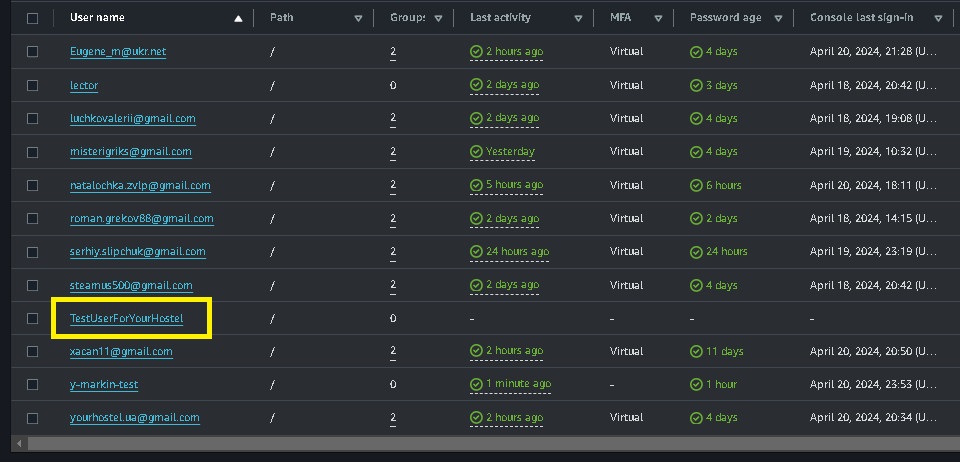 User name Path Groups Last activity MFA Password age Console last sign-in
Eugene_m@ukr.net / 2 2 hours ago Virtual 4 days April 20, 2024, 21:28 (U...
lector / 0 2 days ago Virtual 3 days April 18, 2024, 20:42 (U...
luchkovalerii@gmail.com / 2 2 days ago Virtual 4 days April 18, 2024, 19:08 (U...
misterigriks@gmail.com / 2 Yesterday Virtual 4 days April 19, 2024, 10:32 (U...
natalochka.zvlp@gmail.com / 2 5 hours ago Virtual 6 hours April 20, 2024, 18:11 (U...
roman.grekov88@gmail.com / 2 2 days ago Virtual 2 days April 18, 2024, 14:15 (U...
serhiy.slipchuk@gmail.com / 2 24 hours ago Virtual 24 hours April 19, 2024, 23:19 (U...
steamus500@gmail.com / 2 2 days ago Virtual 4 days April 18, 2024, 20:42 (U...
TestUserForYourHostel / 0 - - - -
xacan11@gmail.com / 2 2 hours ago Virtual 11 days April 20, 2024, 20:50 (U...
y-markin-test / 0 1 minute ago - 1 hour April 20, 2024, 23:53 (U...
yourhostel.ua@gmail.com / 2 2 hours ago Virtual 4 days April 20, 2024, 20:34 (U...